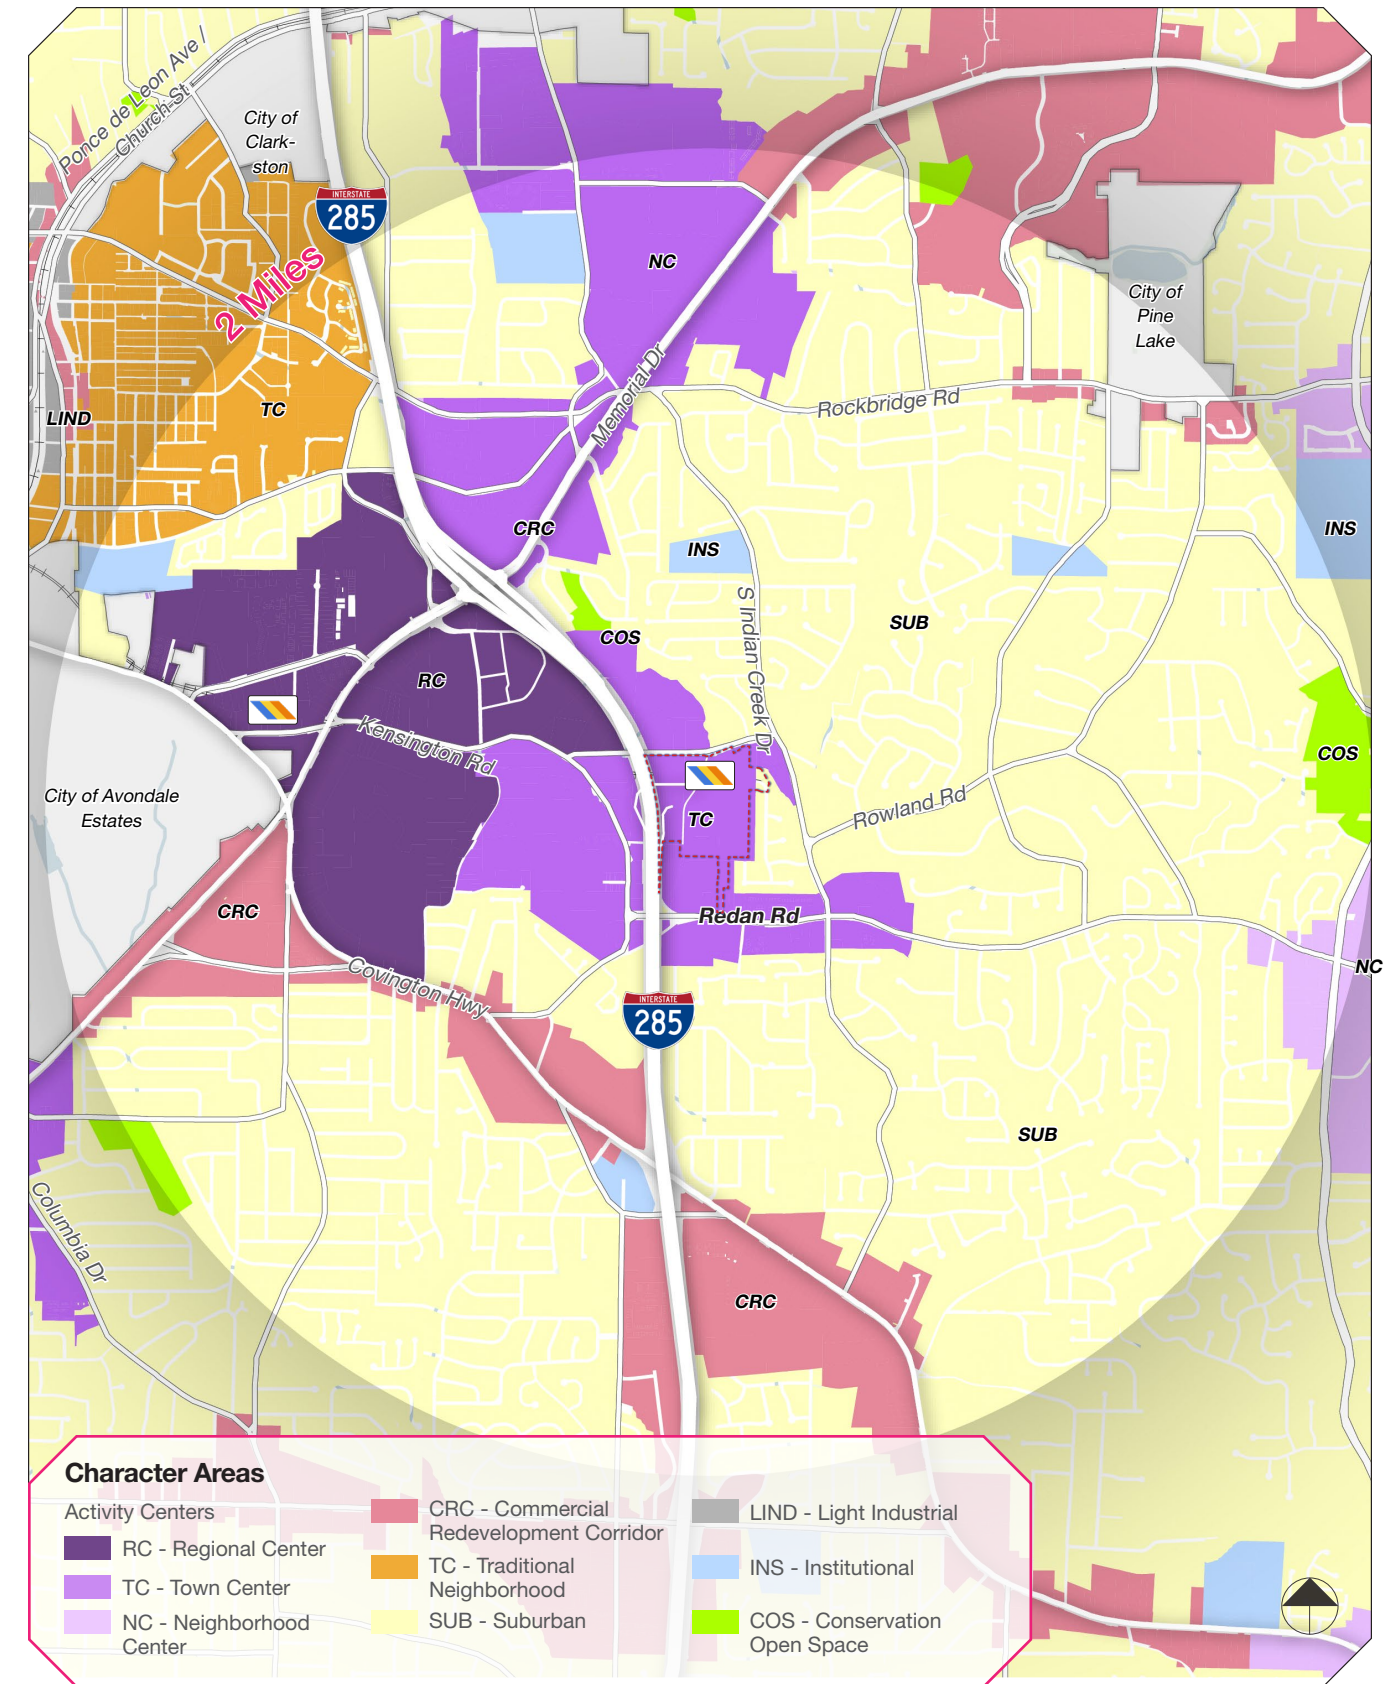 Ponce de Leon Ave /
Church St
City of
Clark-
ston
INTERSTATE
285
2 Miles
NC
City of
Pine
Lake
Memorial Dr
Rockbridge Rd
LIND
TC
CRC
INS
INS
S Indian Creek Dr
SUB
COS
RC
Kensington Rd
COS
City of Avondale
Estates
TC
Rowland Rd
CRC
Redan Rd
NC
Covington Hwy
INTERSTATE
285
SUB
Columbia Dr
CRC
Character Areas
Activity Centers
RC - Regional Center
TC - Town Center
NC - Neighborhood
Center
CRC - Commercial
Redevelopment Corridor
TC - Traditional
Neighborhood
SUB - Suburban
LIND - Light Industrial
INS - Institutional
COS - Conservation
Open Space